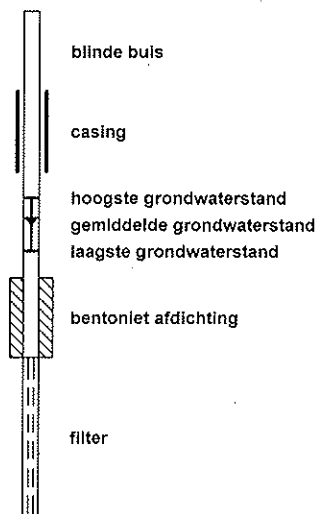 blinde buis
casing
hoogste grondwaterstand
gemiddelde grondwaterstand
laagste grondwaterstand
bentoniet afdichting
filter